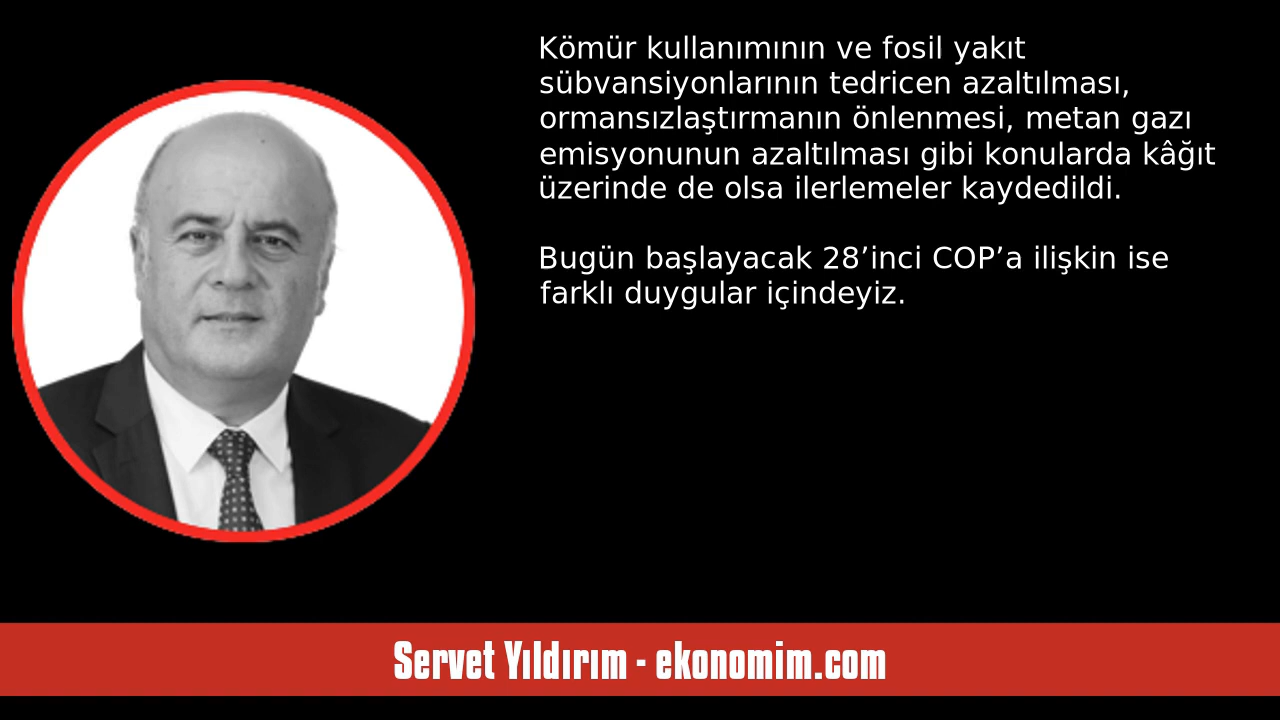 Kömür kullanımının ve fosil yakıt
sübvansiyonlarının tedricen azaltılması,
ormansızlaştırmanın önlenmesi, metan gazı
emisyonunun azaltılması gibi konularda kâğıt
üzerinde de olsa ilerlemeler kaydedildi.
Bugün başlayacak 28’inci COP’a ilişkin ise
farklı duygular içindeyiz.
Servet Yıldırım - ekonomim.com